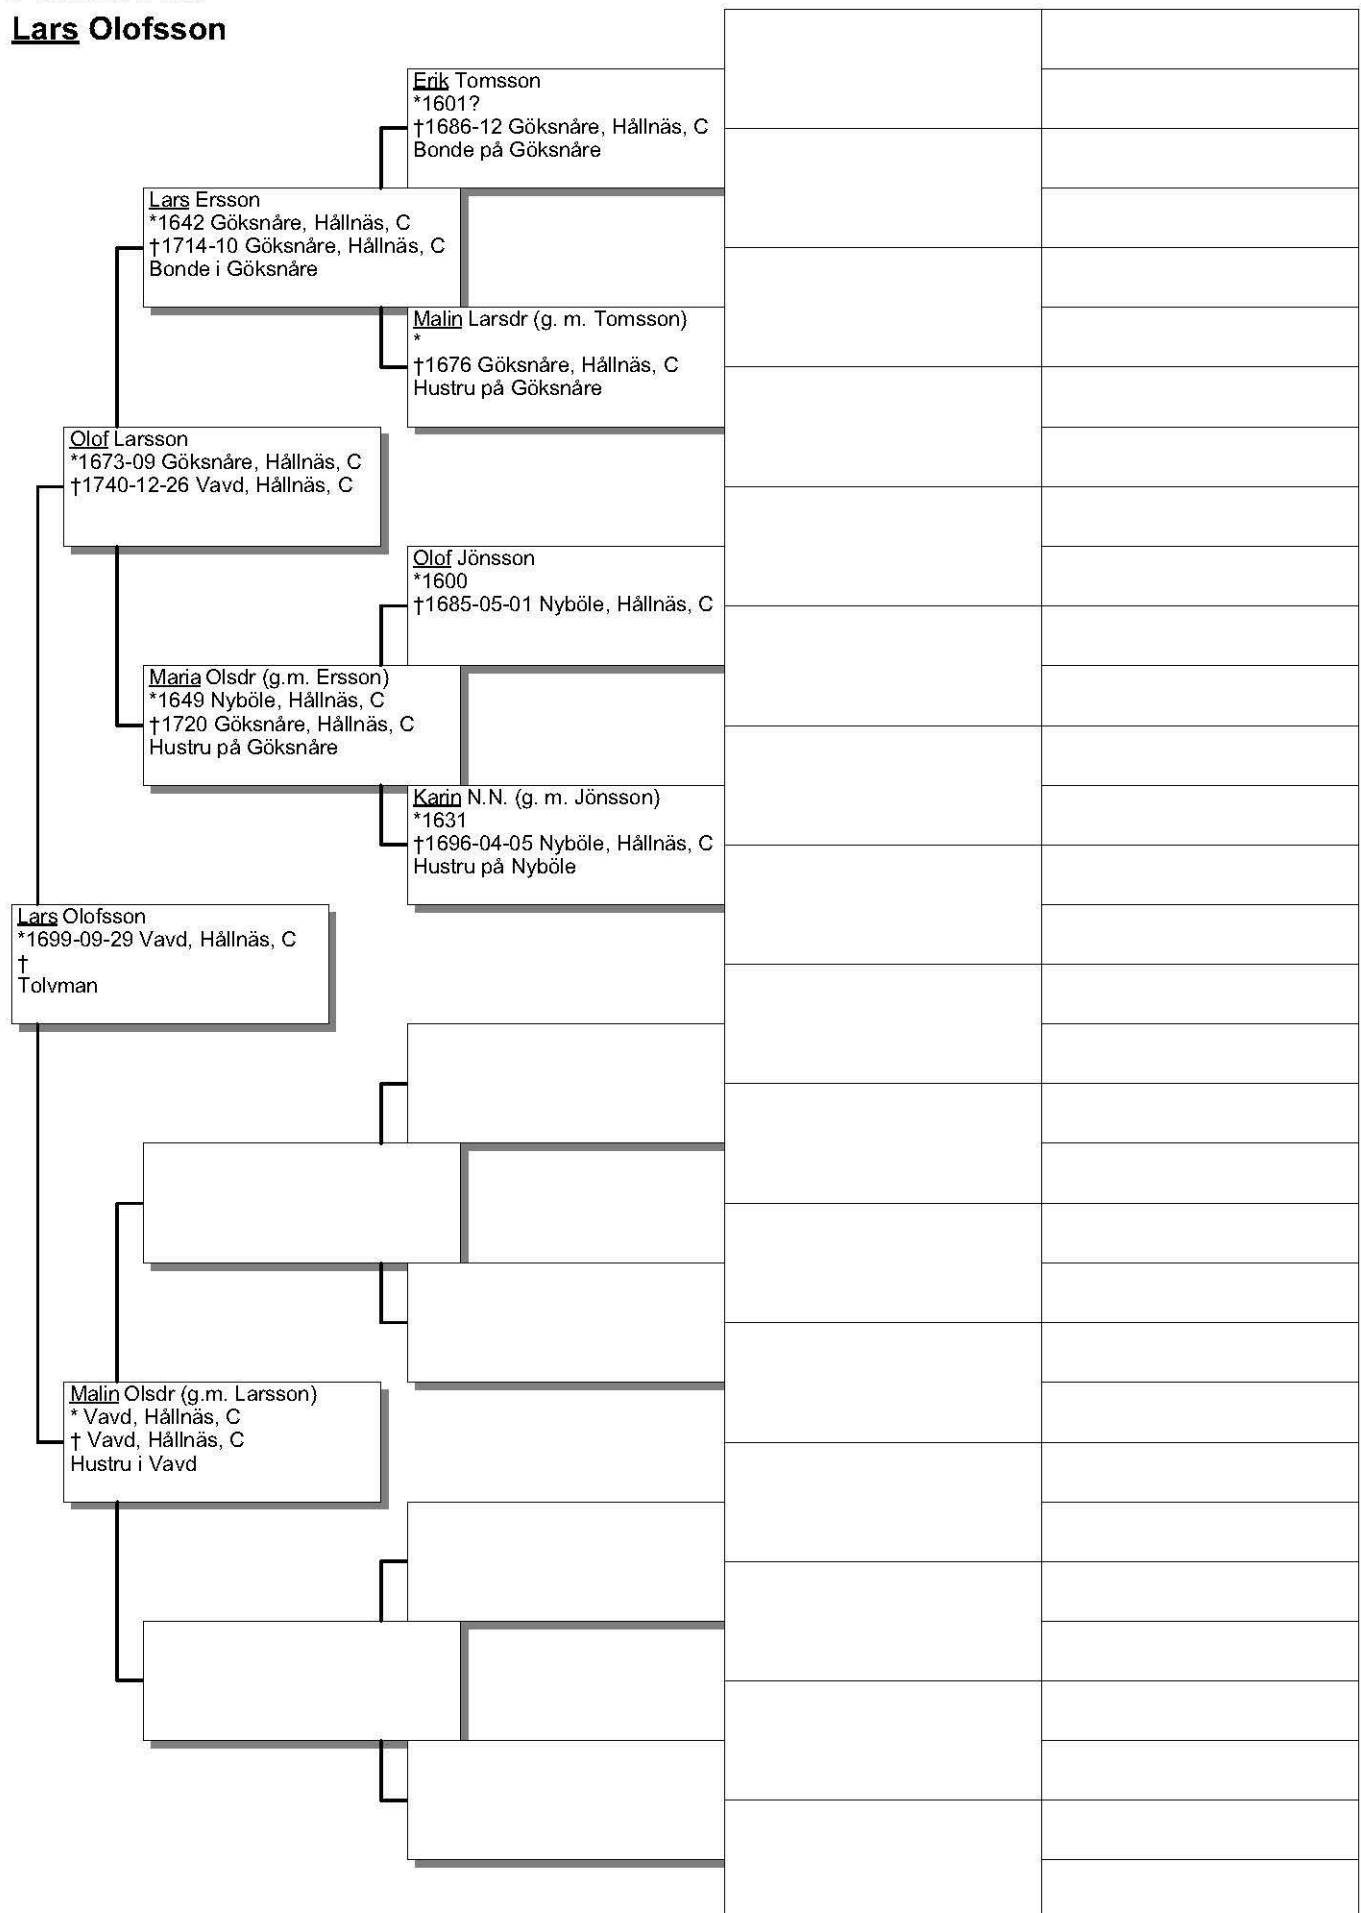 Lars Olofsson
Erik Tomsson
*1601?
†1686-12 Göksnåre, Hållnäs, C
Bonde på Göksnåre
Lars Ersson
*1642 Göksnåre, Hållnäs, C
†1714-10 Göksnåre, Hållnäs, C
Bonde i Göksnåre
Malin Larsdr (g. m. Tomsson)
*
†1676 Göksnåre, Hållnäs, C
Hustru på Göksnåre
Olof Larsson
*1673-09 Göksnåre, Hållnäs, C
†1740-12-26 Vavd, Hållnäs, C
Olof Jönsson
*1600
†1685-05-01 Nyböle, Hållnäs, C
Maria Olsdr (g.m. Ersson)
*1649 Nyböle, Hållnäs, C
†1720 Göksnåre, Hållnäs, C
Hustru på Göksnåre
Karin N.N. (g. m. Jönsson)
*1631
†1696-04-05 Nyböle, Hållnäs, C
Hustru på Nyböle
Lars Olofsson
*1699-09-29 Vavd, Hållnäs, C
†
Tolvman
Malin Olsdr (g.m. Larsson)
* Vavd, Hållnäs, C
† Vavd, Hållnäs, C
Hustru i Vavd